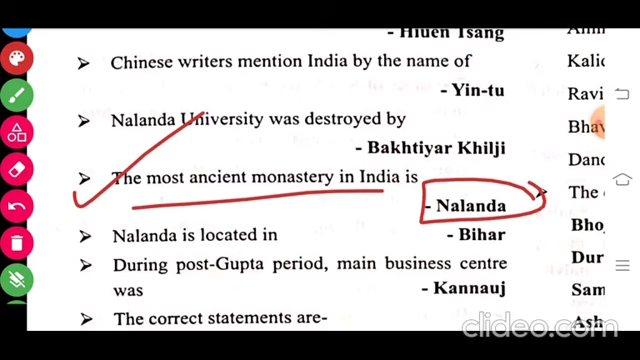 - Hiuen Tsang
➢ Chinese writers mention India by the name of
- Yin-tu
➢ Nalanda University was destroyed by
- Bakhtiyar Khilji
➢ The most ancient monastery in India is
- Nalanda
➢ Nalanda is located in - Bihar
➢ During post-Gupta period, main business centre
was - Kannauj
➢ The correct statements are-
Kalid
Ravi
Bhav
Dand
The
Bho
Dur
Sam
Ash
clideo.com